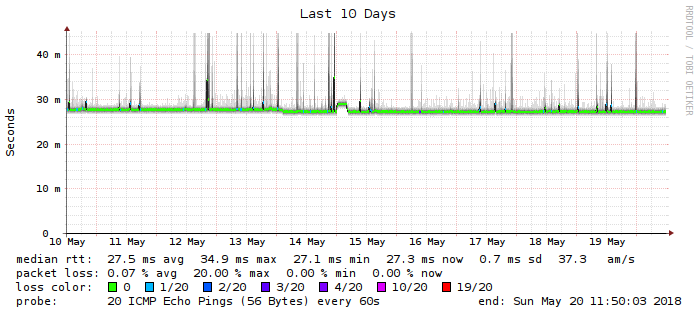 Last 10 Days
RRDTOOL / TOBI OETIKER
Seconds
40 m
30 m
20 m
10 m
0
10 May 11 May 12 May 13 May 14 May 15 May 16 May 17 May 18 May 19 May
median rtt: 27.5 ms avg 34.9 ms max 27.1 ms min 27.3 ms now 0.7 ms sd 37.3 am/s
packet loss: 0.07 % avg 20.00 % max 0.00 % min 0.00 % now
loss color: 0 1/20 2/20 3/20 4/20 10/20 19/20
probe: 20 ICMP Echo Pings (56 Bytes) every 60s end: Sun May 20 11:50:03 2018